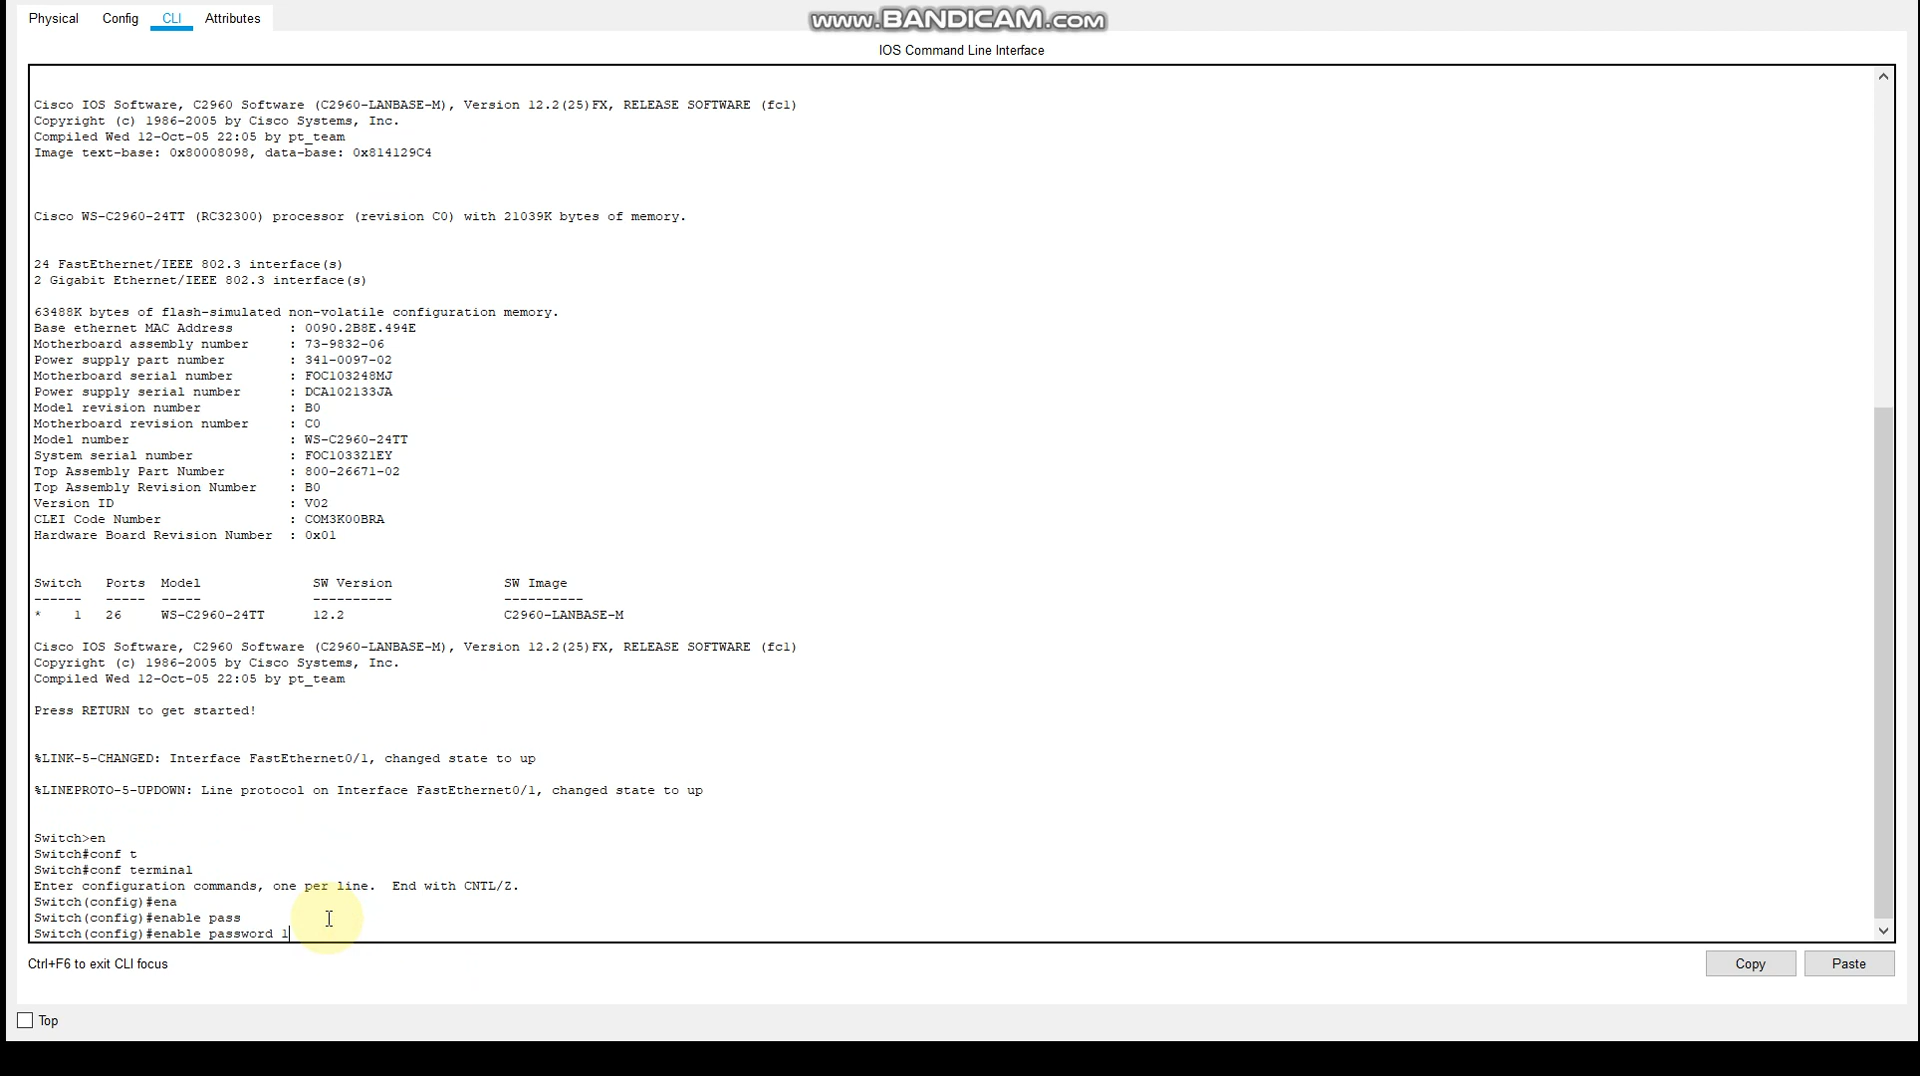 Physical Config CLI Attributes
www.BANDICAM.com
IOS Command Line Interface
Cisco IOS Software, C2960 Software (C2960-LANBASE-M), Version 12.2(25)FX, RELEASE SOFTWARE (fc1)
Copyright (c) 1986-2005 by Cisco Systems, Inc.
Compiled Wed 12-Oct-05 22:05 by pt_team
Image text-base: 0x80008098, data-base: 0x814129C4
Cisco WS-C2960-24TT (RC32300) processor (revision C0) with 21039K bytes of memory.
24 FastEthernet/IEEE 802.3 interface(s)
2 Gigabit Ethernet/IEEE 802.3 interface(s)
63488K bytes of flash-simulated non-volatile configuration memory.
Base ethernet MAC Address : 0090.2B8E.494E
Motherboard assembly number : 73-9832-06
Power supply part number : 341-0097-02
Motherboard serial number : FOC103248MJ
Power supply serial number : DCA102133JA
Model revision number : B0
Motherboard revision number : C0
Model number : WS-C2960-24TT
System serial number : FOC1033Z1EY
Top Assembly Part Number : 800-26671-02
Top Assembly Revision Number : B0
Version ID : V02
CLEI Code Number : COM3K00BRA
Hardware Board Revision Number : 0x01
Switch Ports Model SW Version SW Image
------ ----- ----- ---------- ----------
* 1 26 WS-C2960-24TT 12.2 C2960-LANBASE-M
Cisco IOS Software, C2960 Software (C2960-LANBASE-M), Version 12.2(25)FX, RELEASE SOFTWARE (fc1)
Copyright (c) 1986-2005 by Cisco Systems, Inc.
Compiled Wed 12-Oct-05 22:05 by pt_team
Press RETURN to get started!
%LINK-5-CHANGED: Interface FastEthernet0/1, changed state to up
%LINEPROTO-5-UPDOWN: Line protocol on Interface FastEthernet0/1, changed state to up
Switch>en
Switch#conf t
Switch#conf terminal
Enter configuration commands, one per line. End with CNTL/Z.
Switch(config)#ena
Switch(config)#enable pass
Switch(config)#enable password 1
Ctrl+F6 to exit CLI focus
Copy Paste
Top